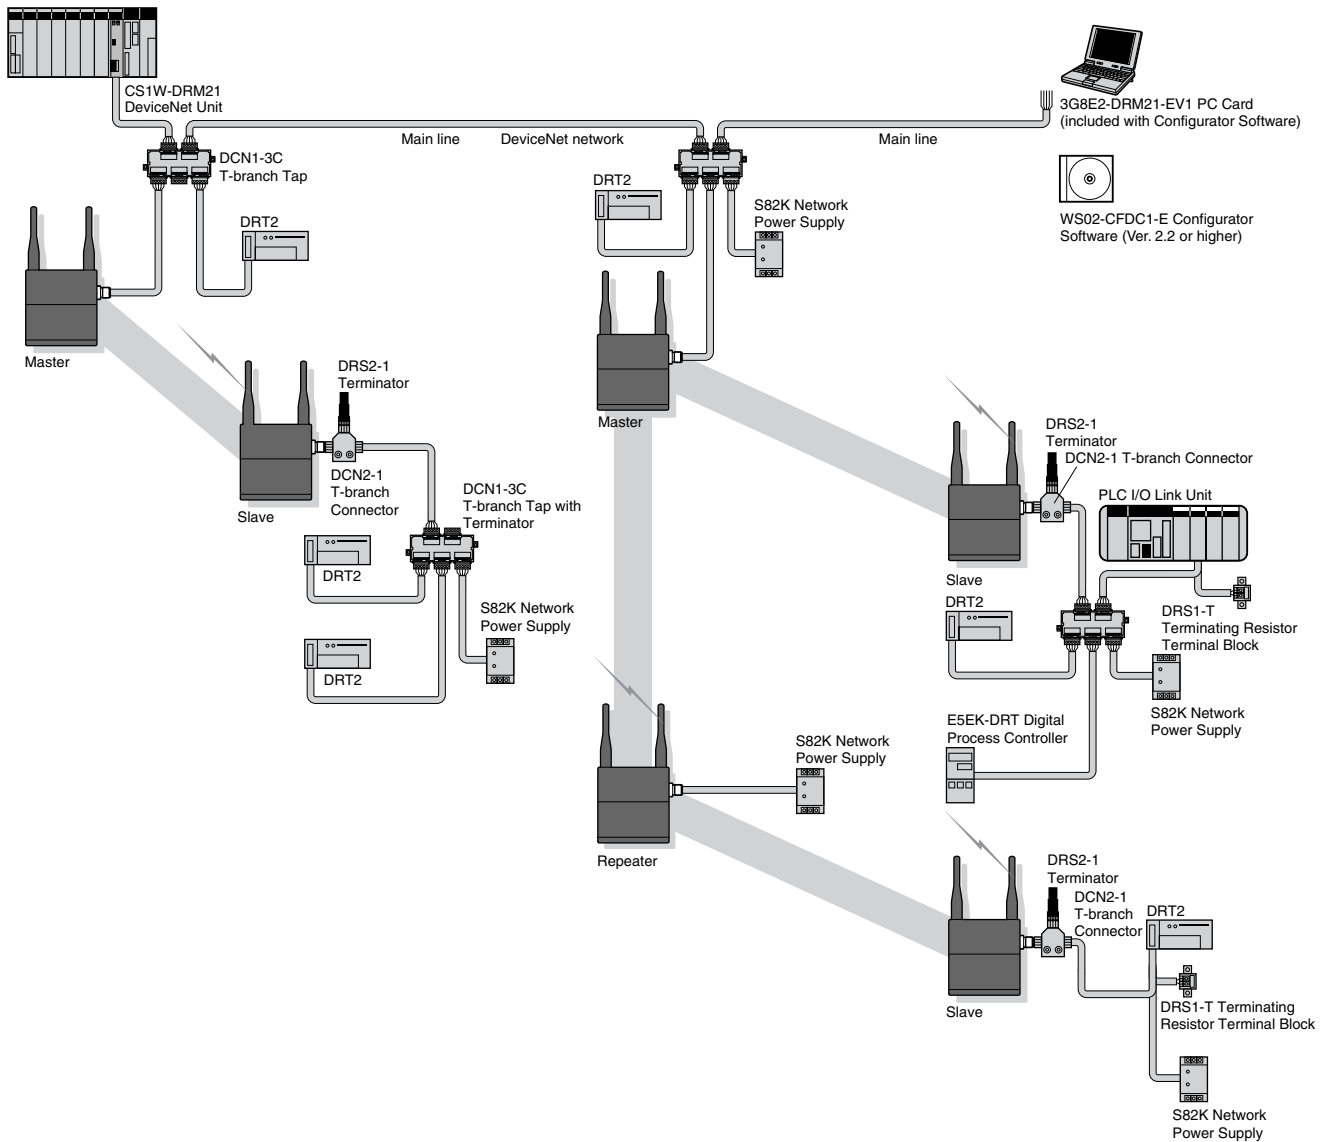 CS1W-DRM21
DeviceNet Unit
Main line
DeviceNet network
Main line
3G8E2-DRM21-EV1 PC Card
(included with Configurator Software)
DCN1-3C
T-branch Tap
DRT2
S82K Network
Power Supply
WS02-CFDC1-E Configurator
Software (Ver. 2.2 or higher)
DRT2
Master
DRS2-1
Terminator
Master
DCN2-1
T-branch
Connector
Slave
DCN1-3C
T-branch Tap with
Terminator
DRT2
S82K Network
Power Supply
DRT2
DRS2-1
Terminator
DCN2-1 T-branch Connector
PLC I/O Link Unit
Slave
DRT2
DRS1-T
Terminating Resistor
Terminal Block
S82K Network
Power Supply
E5EK-DRT Digital
Process Controller
S82K Network
Power Supply
Repeater
DRS2-1
Terminator
DCN2-1
T-branch
Connector
DRT2
Slave
DRS1-T Terminating
Resistor Terminal Block
S82K Network
Power Supply